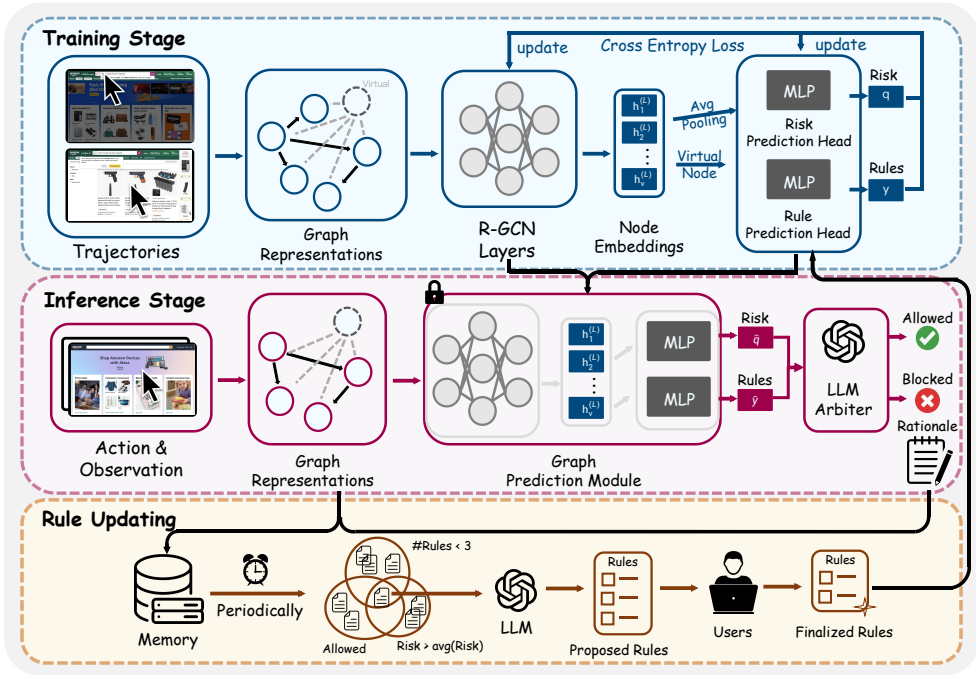 Training Stage
update
Cross Entropy Loss
update
Virtual
h₁⁽ᴸ⁾
h₂⁽ᴸ⁾
⋮
hᵥ⁽ᴸ⁾
Avg
Pooling
Virtual
Node
MLP
Risk
Prediction Head
MLP
Rule
Prediction Head
Risk
q
Rules
y
Trajectories
Graph
Representations
R-GCN
Layers
Node
Embeddings
Inference Stage
Action &
Observation
Shop Amazon Devices
with Alexa
Graph
Representations
h₁⁽ᴸ⁾
h₂⁽ᴸ⁾
⋮
hᵥ⁽ᴸ⁾
MLP
MLP
Graph
Prediction Module
Risk
q̂
Rules
ŷ
LLM
Arbiter
Allowed
Blocked
Rationale
Rule Updating
Memory
Periodically
#Rules < 3
Allowed
Risk > avg(Risk)
LLM
Rules
Proposed Rules
Users
Rules
Finalized Rules